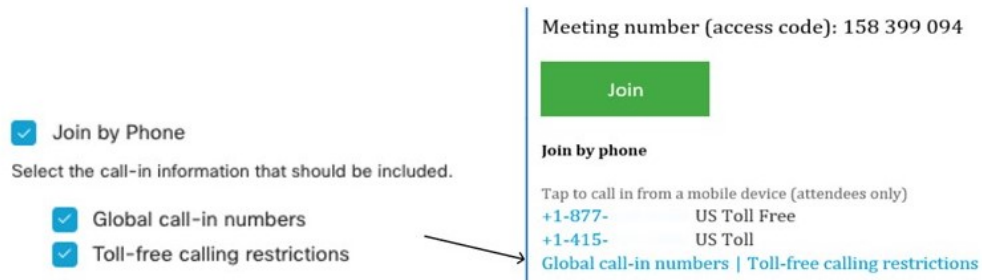 Join by Phone
Select the call-in information that should be included.
Global call-in numbers
Toll-free calling restrictions
Meeting number (access code): 158 399 094
Join
Join by phone
Tap to call in from a mobile device (attendees only)
+1-877- US Toll Free
+1-415- US Toll
Global call-in numbers | Toll-free calling restrictions